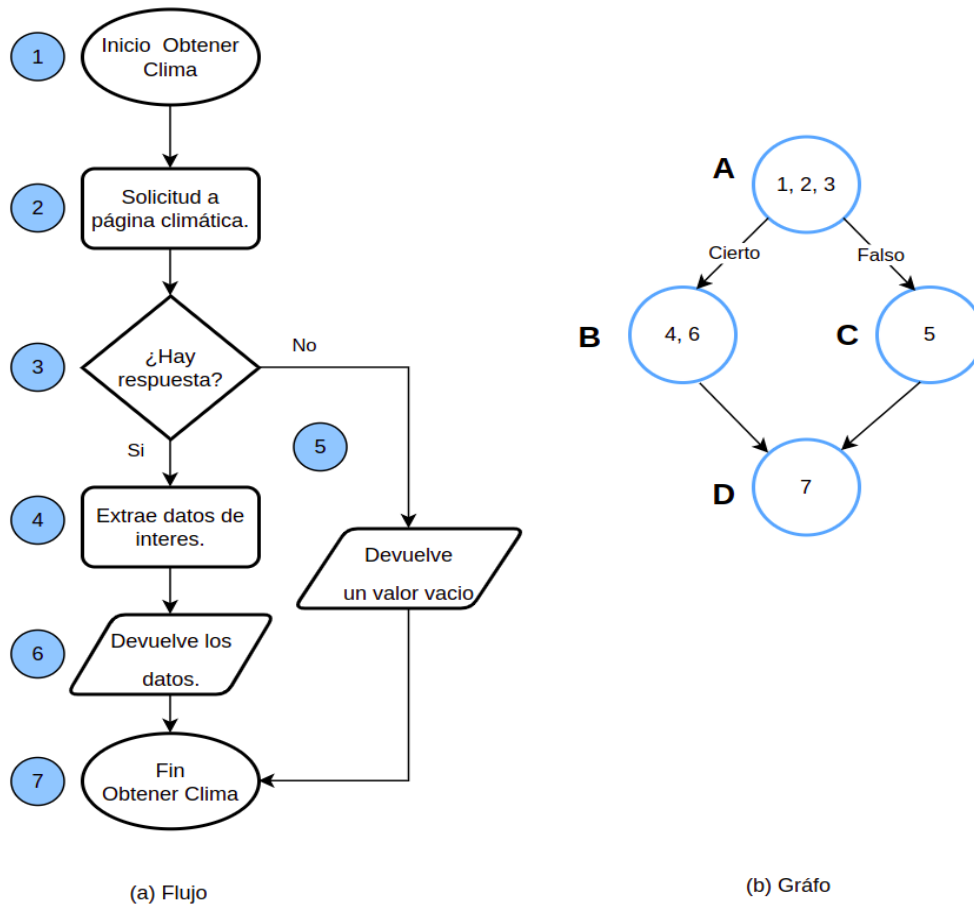 1
Inicio Obtener
Clima
2
Solicitud a
página climática.
3
¿Hay
respuesta?
No
Si
5
4
Extrae datos de
interes.
Devuelve
un valor vacio
6
Devuelve los
datos.
7
Fin
Obtener Clima
(a) Flujo
A
1, 2, 3
Cierto
Falso
B
4, 6
C
5
D
7
(b) Gráfo